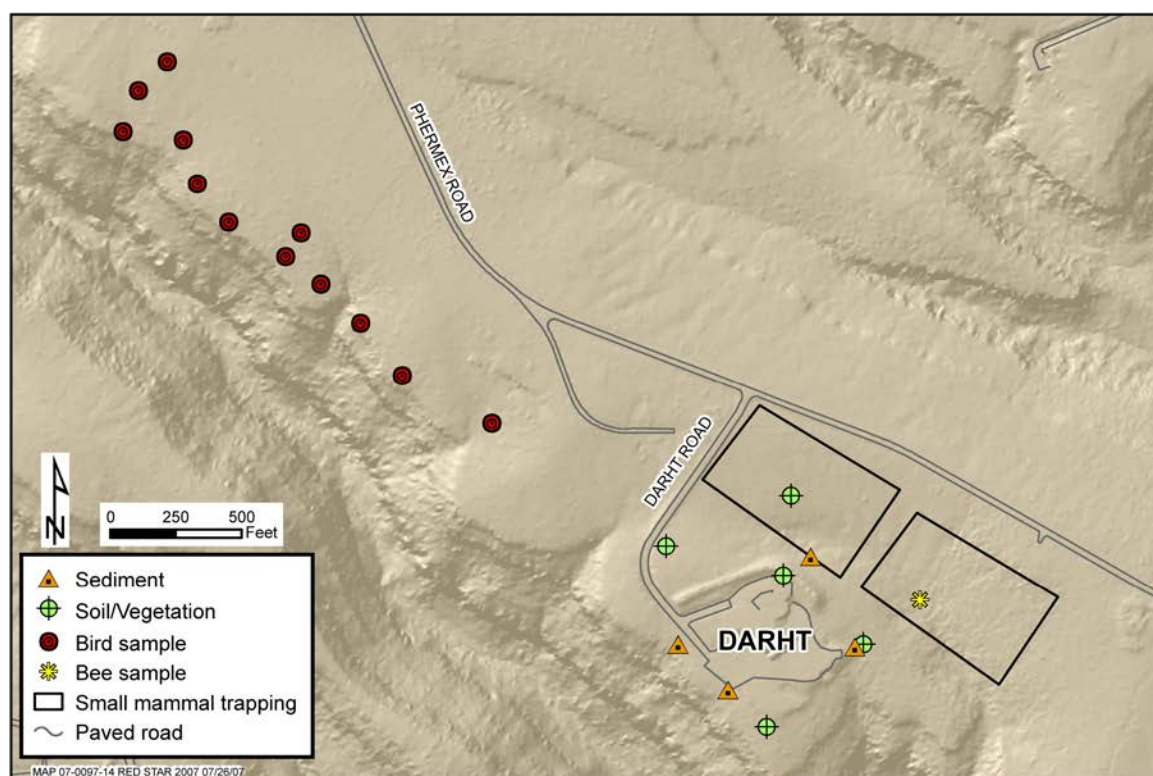 PHERMEX ROAD
DARHT ROAD
DARHT
N
0 250 500
Feet
Sediment
Soil/Vegetation
Bird sample
Bee sample
Small mammal trapping
Paved road
MAP 07-0097-14 RED STAR 2007 07/26/07